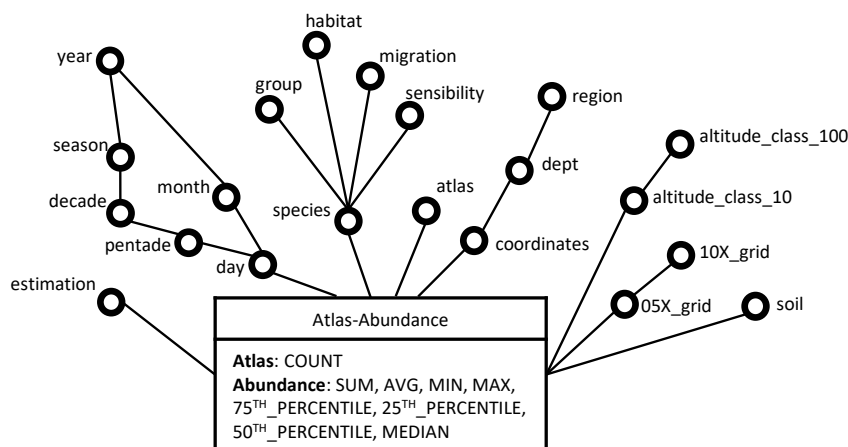 habitat
year
migration
group
sensibility
region
altitude_class_100
season
dept
month
atlas
decade
species
altitude_class_10
pentade
coordinates
10X_grid
day
estimation
05X_grid
soil
Atlas-Abundance
Atlas: COUNT
Abundance: SUM, AVG, MIN, MAX,
75TH_PERCENTILE, 25TH_PERCENTILE,
50TH_PERCENTILE, MEDIAN